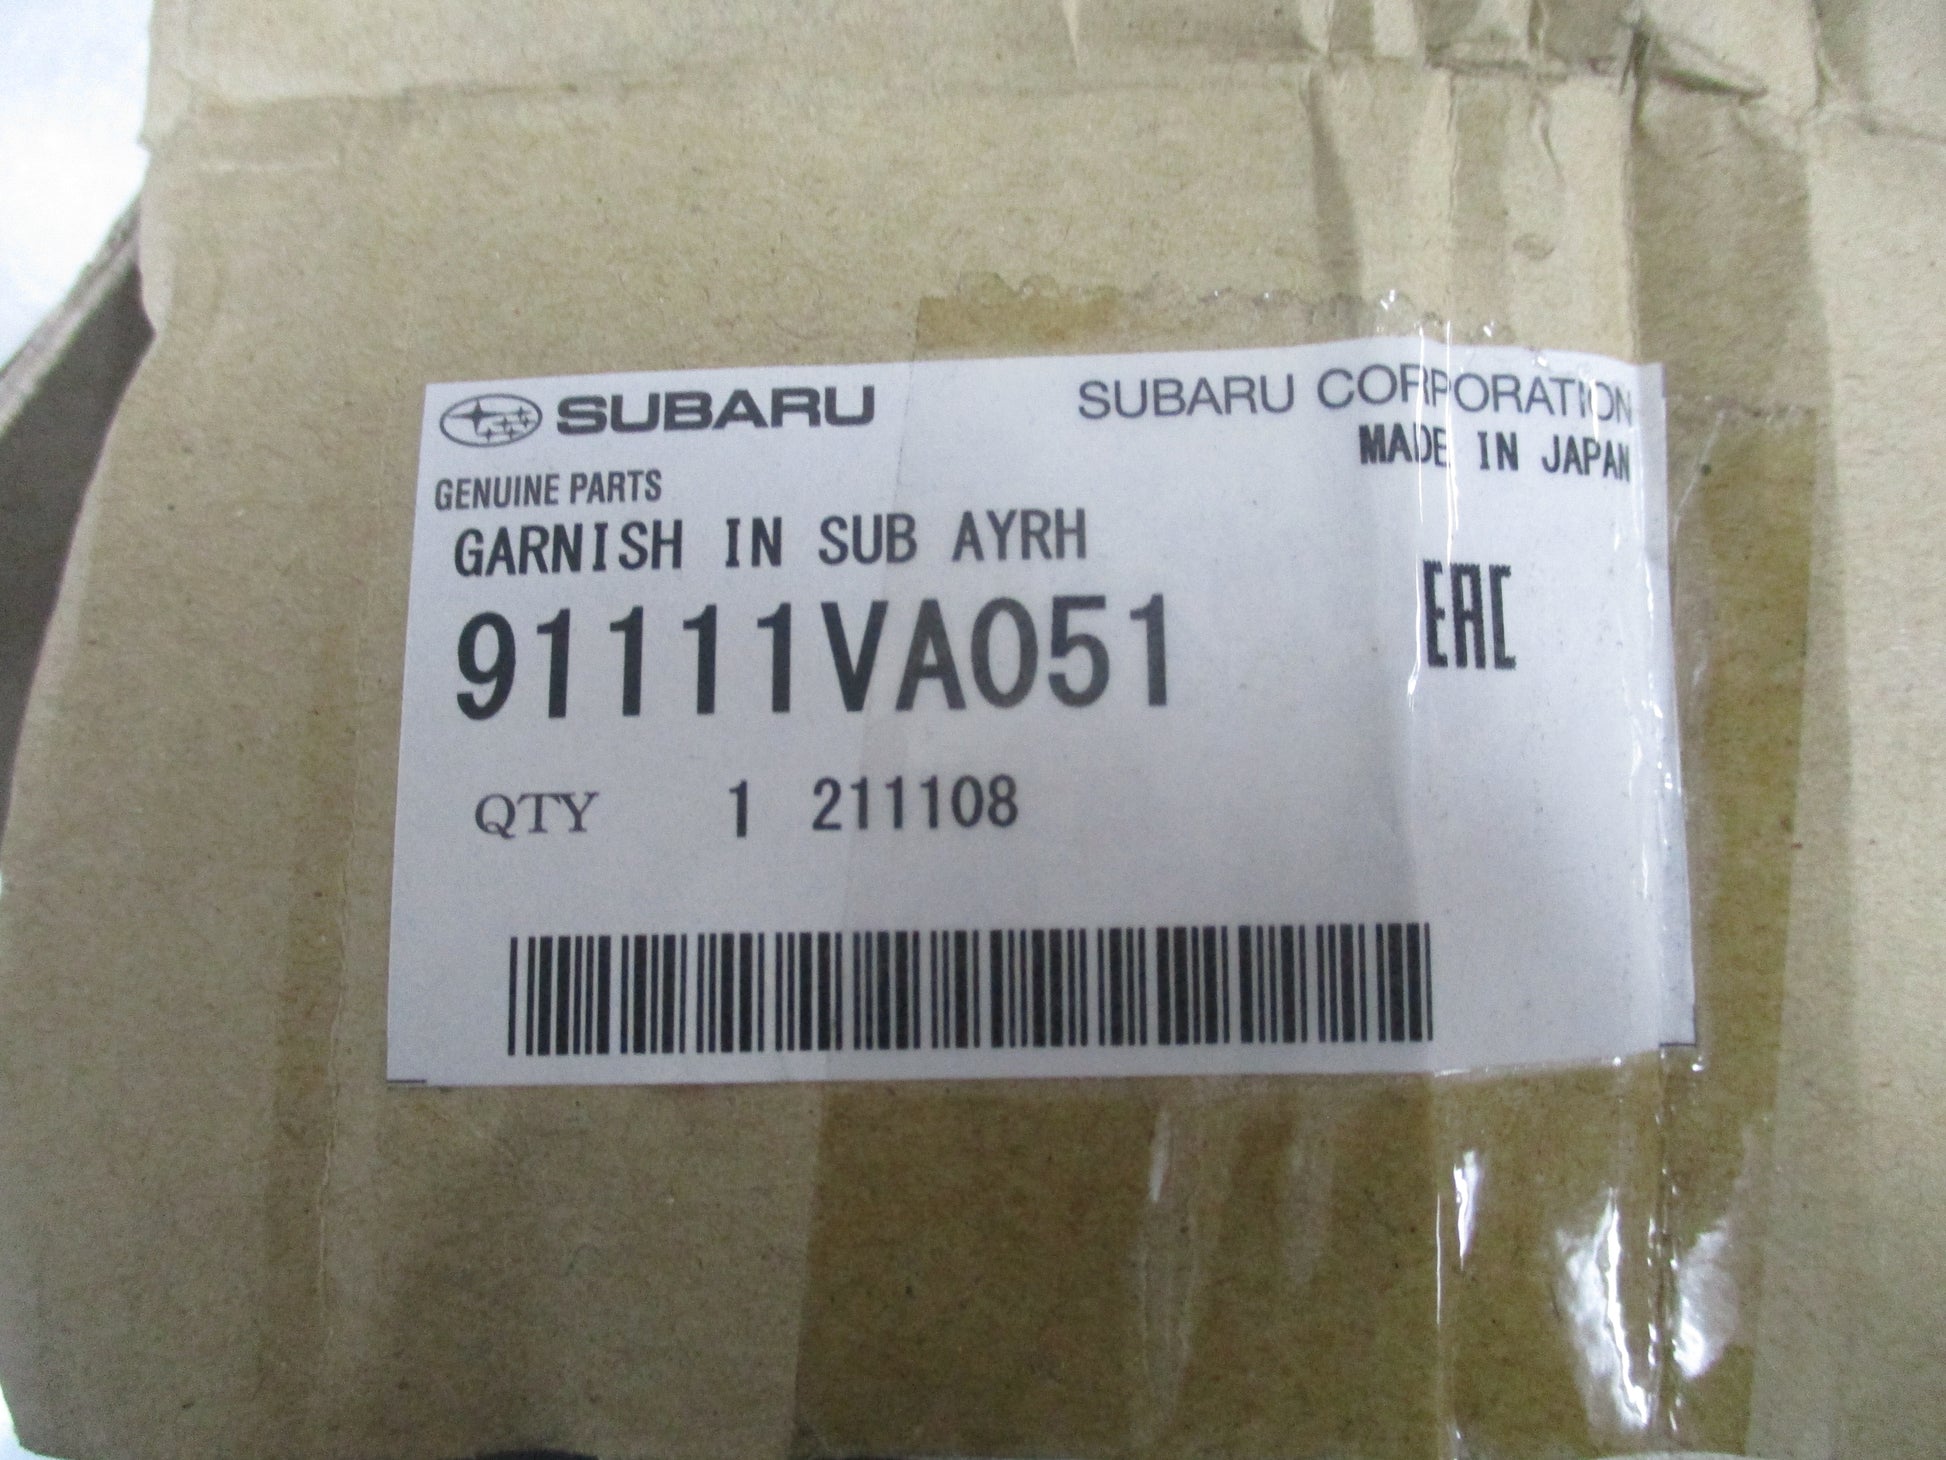 SUBARU
SUBARU CORPORATION
MADE IN JAPAN
GENUINE PARTS
GARNISH IN SUB AYRH
91111VA051
EAC
QTY 1 211108